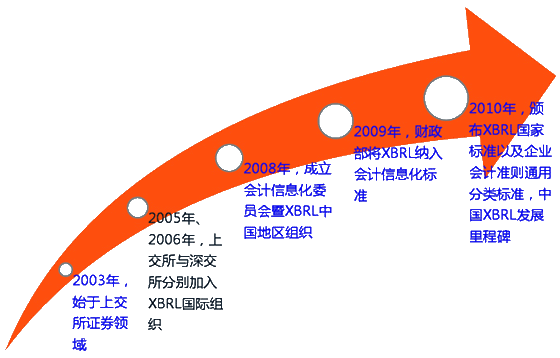 2003年，
始于上交
所证券领
域
2005年、
2006年，上
交所与深交
所分别加入
XBRL国际组
织
2008年，成立
会计信息化委
员会暨XBRL中
国地区组织
2009年，财政
部将XBRL纳入
会计信息化标
准
2010年，颁
布XBRL国家
标准以及企业
会计准则通用
分类标准，中
国XBRL发展
里程碑